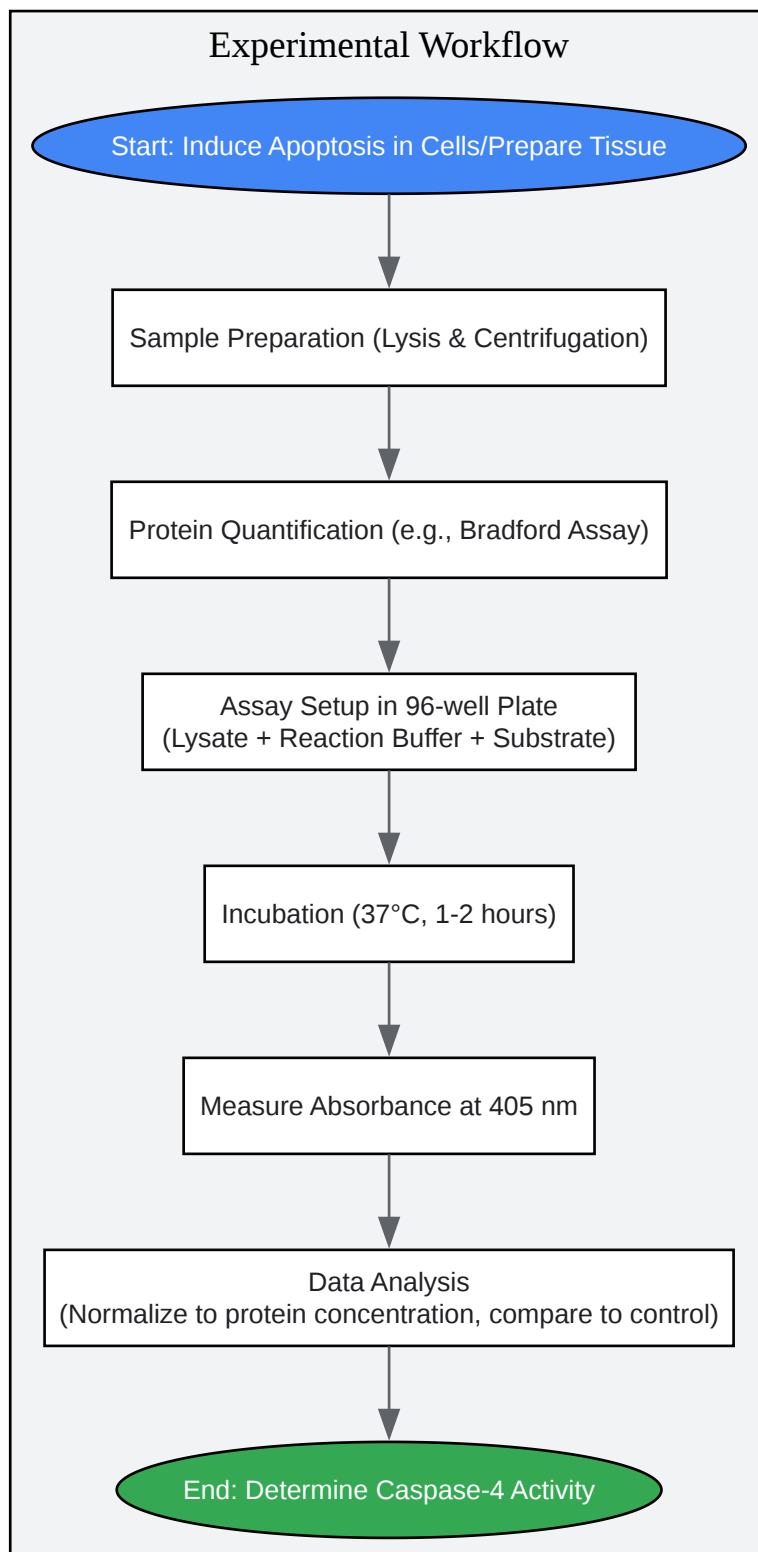 Experimental Workflow
Start: Induce Apoptosis in Cells/Prepare Tissue
Sample Preparation (Lysis & Centrifugation)
Protein Quantification (e.g., Bradford Assay)
Assay Setup in 96-well Plate
(Lysate + Reaction Buffer + Substrate)
Incubation (37°C, 1-2 hours)
Measure Absorbance at 405 nm
Data Analysis
(Normalize to protein concentration, compare to control)
End: Determine Caspase-4 Activity